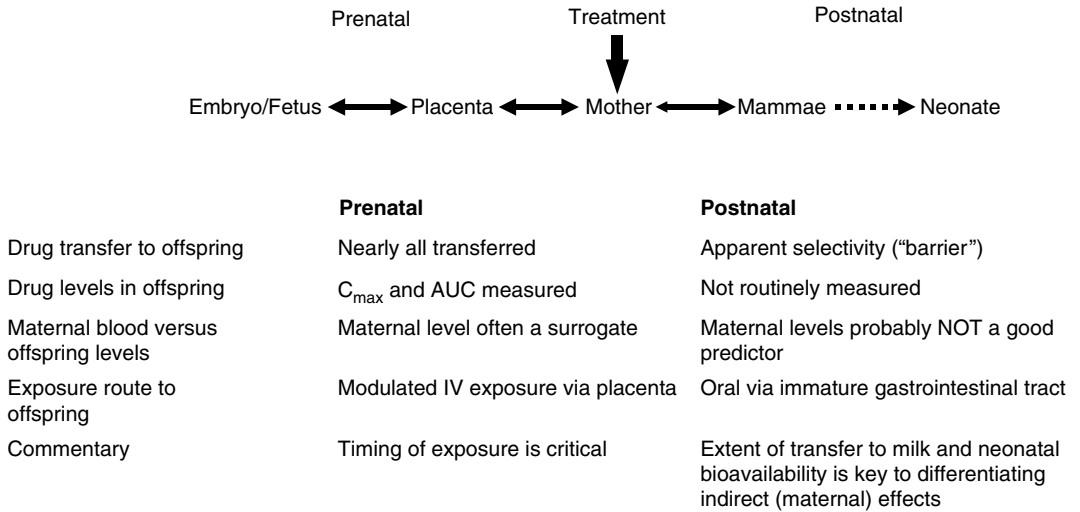 Prenatal Treatment Postnatal
Embryo/Fetus Placenta Mother Mammae Neonate
Prenatal Postnatal
Drug transfer to offspring Nearly all transferred Apparent selectivity (“barrier”)
Drug levels in offspring Cmax and AUC measured Not routinely measured
Maternal blood versus Maternal level often a surrogate Maternal levels probably NOT a good
offspring levels predictor
Exposure route to Modulated IV exposure via placenta Oral via immature gastrointestinal tract
offspring
Commentary Timing of exposure is critical Extent of transfer to milk and neonatal
bioavailability is key to differentiating
indirect (maternal) effects